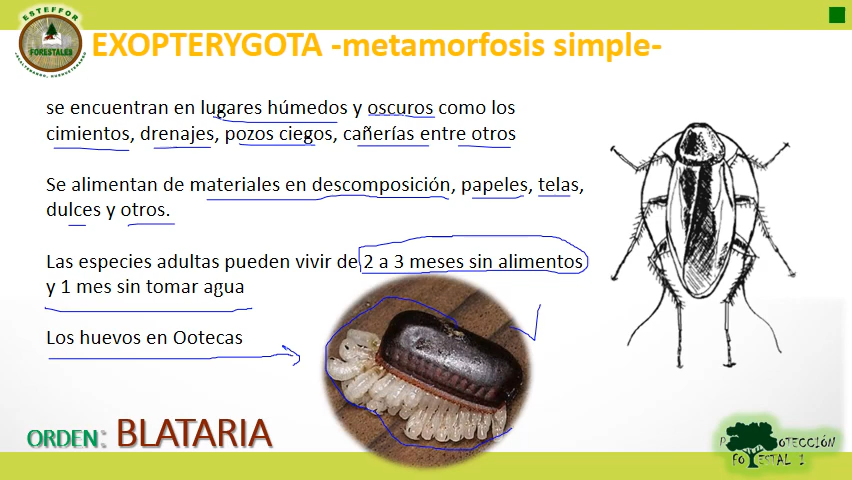 ESTEFFOR
FORESTALES
EXOPTERYGOTA -metamorfosis simple-
se encuentran en lugares húmedos y oscuros como los
cimientos, drenajes, pozos ciegos, cañerías entre otros
Se alimentan de materiales en descomposición, papeles, telas,
dulces y otros.
Las especies adultas pueden vivir de 2 a 3 meses sin alimentos
y 1 mes sin tomar agua
Los huevos en Ootecas
ORDEN: BLATARIA
OTECCIÓN